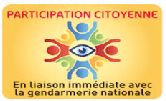 PARTICIPATION CITOYENNE
En liaison immédiate avec
la gendarmerie nationale